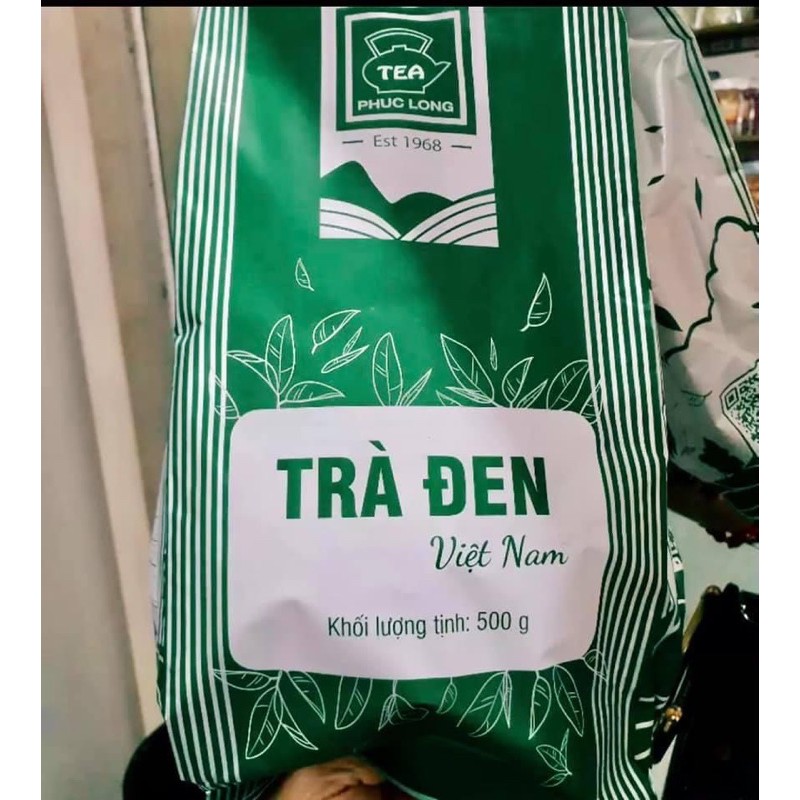 TEA
PHUC LONG
Est 1968
TRÀ ĐEN
Việt Nam
Khối lượng tịnh: 500 g